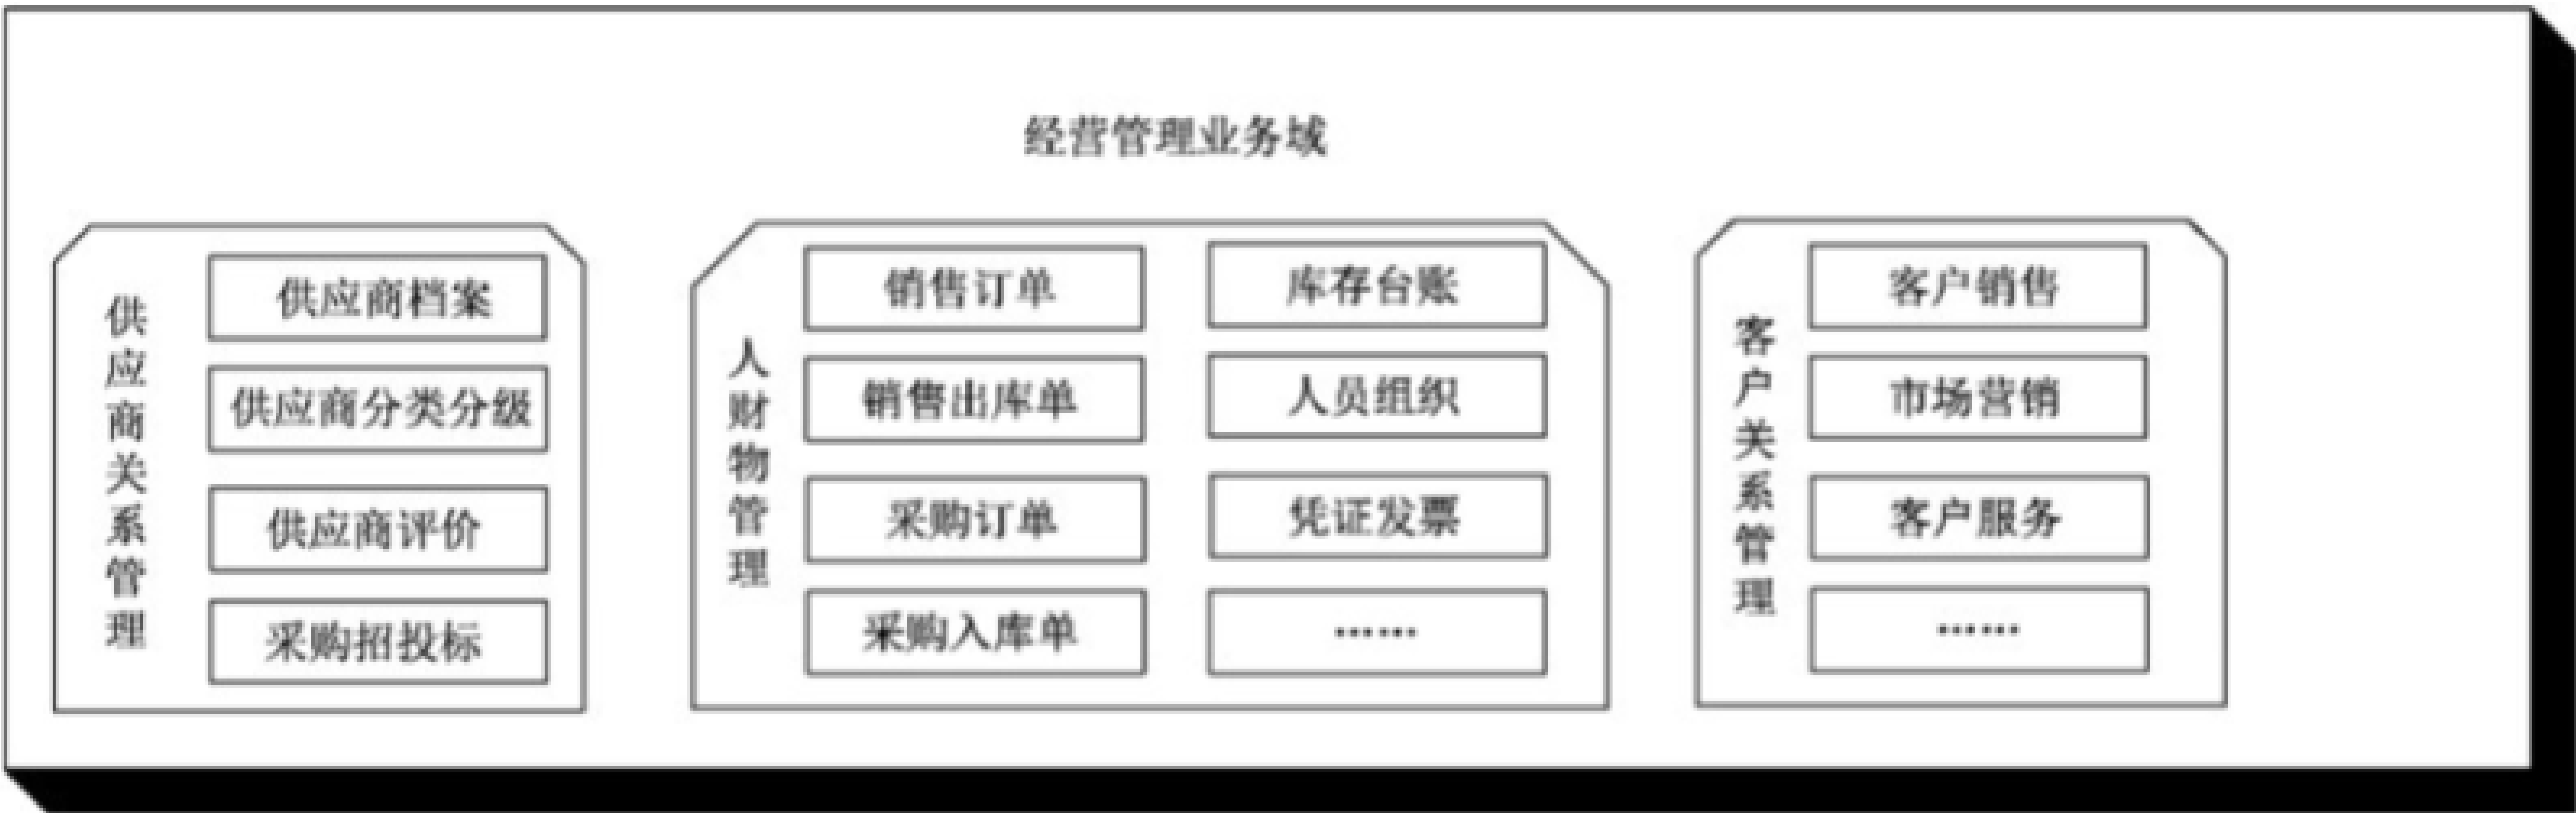 经营管理业务域
供应商关系管理
供应商档案
供应商分类分级
供应商评价
采购招投标
人财物管理
销售订单
库存台账
销售出库单
人员组织
采购订单
凭证发票
采购入库单
……
客户关系管理
客户销售
市场营销
客户服务
……